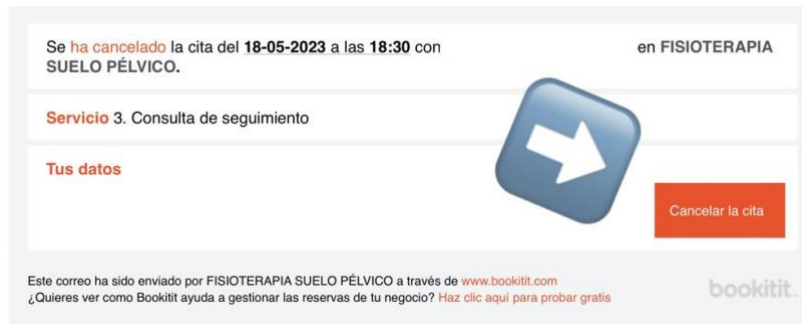 Se ha cancelado la cita del 18-05-2023 a las 18:30 con en FISIOTERAPIA
SUELO PÉLVICO.
Servicio 3. Consulta de seguimiento
Tus datos
Cancelar la cita
Este correo ha sido enviado por FISIOTERAPIA SUELO PÉLVICO a través de www.bookitit.com
¿Quieres ver como Bookitit ayuda a gestionar las reservas de tu negocio? Haz clic aquí para probar gratis
bookitit